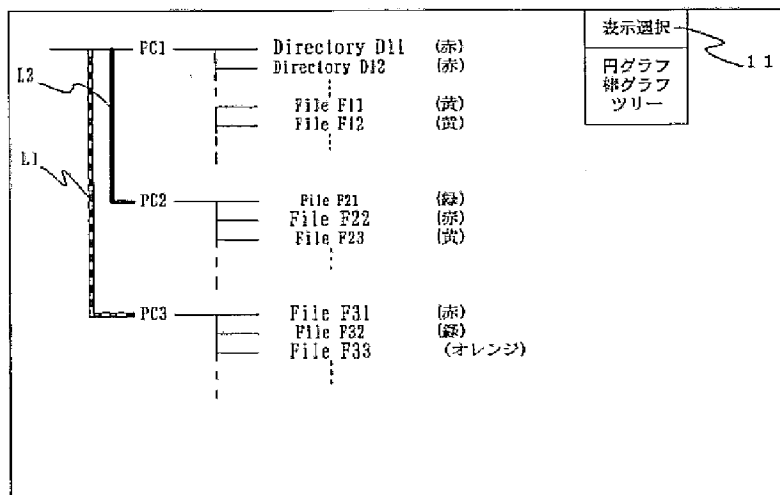 表示選択
11
円グラフ
棒グラフ
ツリー
PC1
Directory D11 (赤)
Directory D12 (赤)
File F11 (黄)
File F12 (黄)
L2
L1
PC2
File F21 (緑)
File F22 (赤)
File F23 (黄)
PC3
File F31 (赤)
File F32 (緑)
File F33 (オレンジ)